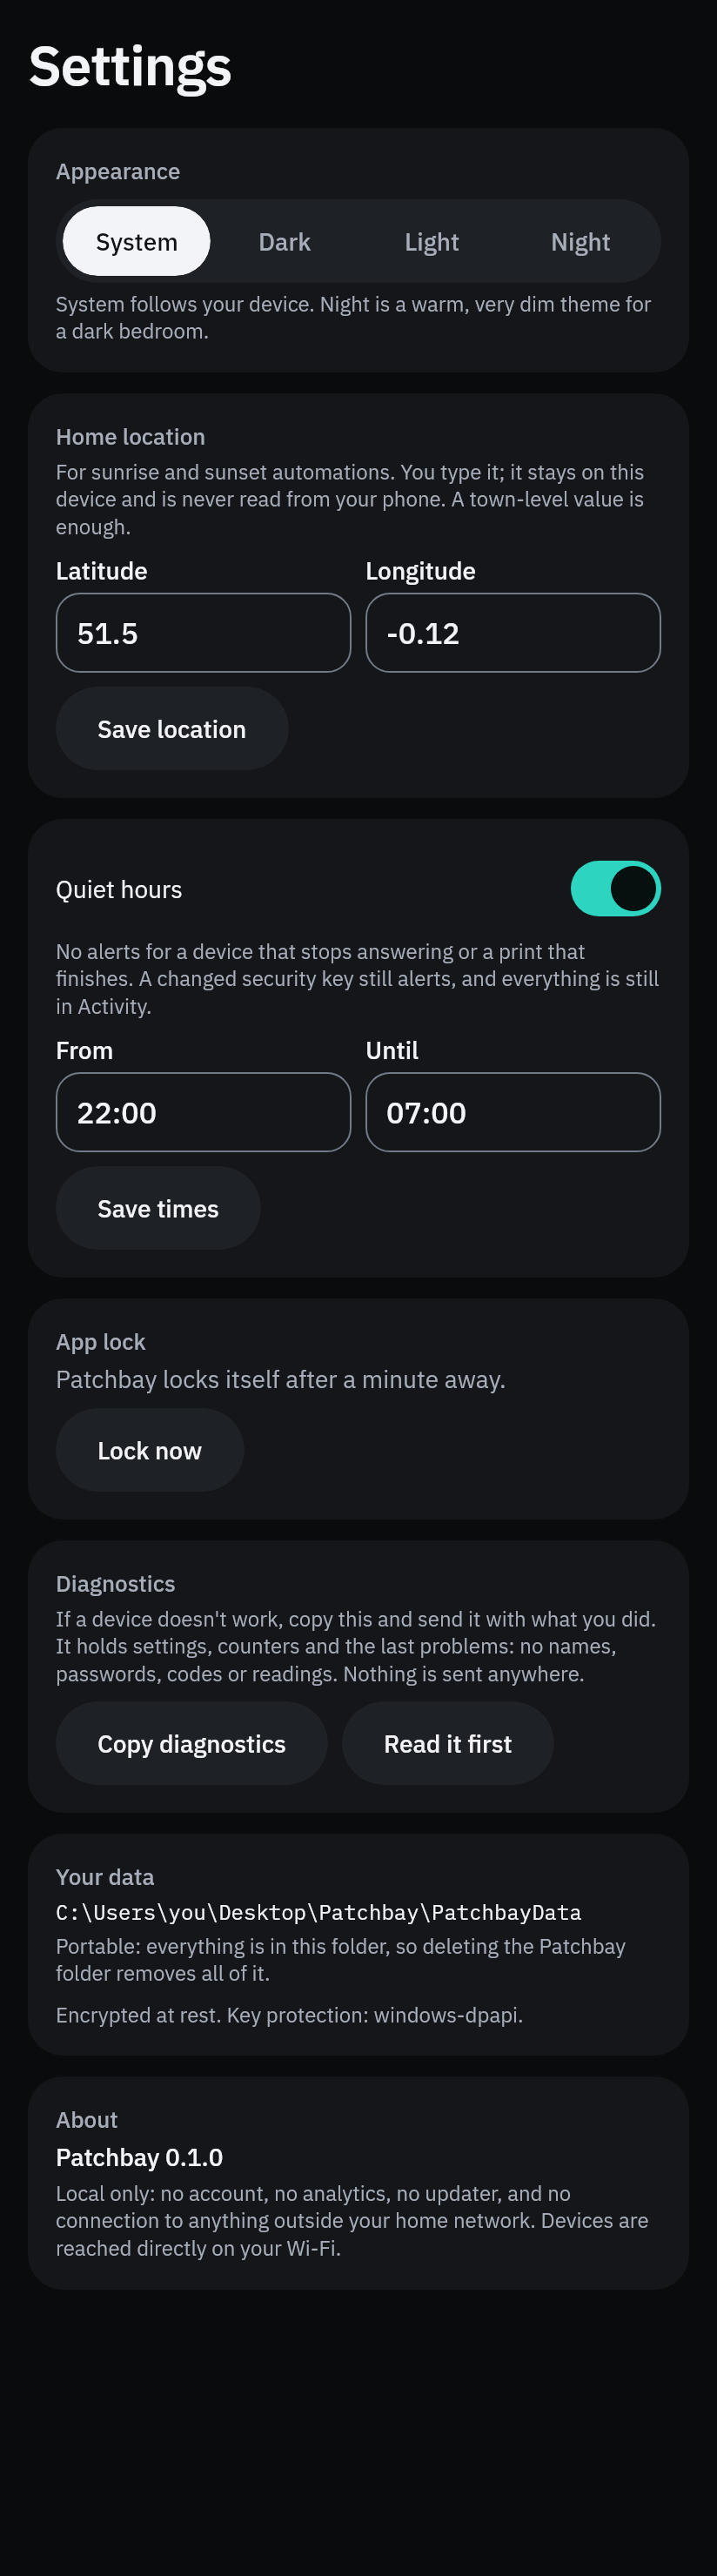 Settings
Appearance
System Dark Light Night
System follows your device. Night is a warm, very dim theme for
a dark bedroom.
Home location
For sunrise and sunset automations. You type it; it stays on this
device and is never read from your phone. A town-level value is
enough.
Latitude Longitude
51.5 -0.12
Save location
Quiet hours
No alerts for a device that stops answering or a print that
finishes. A changed security key still alerts, and everything is still
in Activity.
From Until
22:00 07:00
Save times
App lock
Patchbay locks itself after a minute away.
Lock now
Diagnostics
If a device doesn't work, copy this and send it with what you did.
It holds settings, counters and the last problems: no names,
passwords, codes or readings. Nothing is sent anywhere.
Copy diagnostics Read it first
Your data
C:\Users\you\Desktop\Patchbay\PatchbayData
Portable: everything is in this folder, so deleting the Patchbay
folder removes all of it.
Encrypted at rest. Key protection: windows-dpapi.
About
Patchbay 0.1.0
Local only: no account, no analytics, no updater, and no
connection to anything outside your home network. Devices are
reached directly on your Wi-Fi.